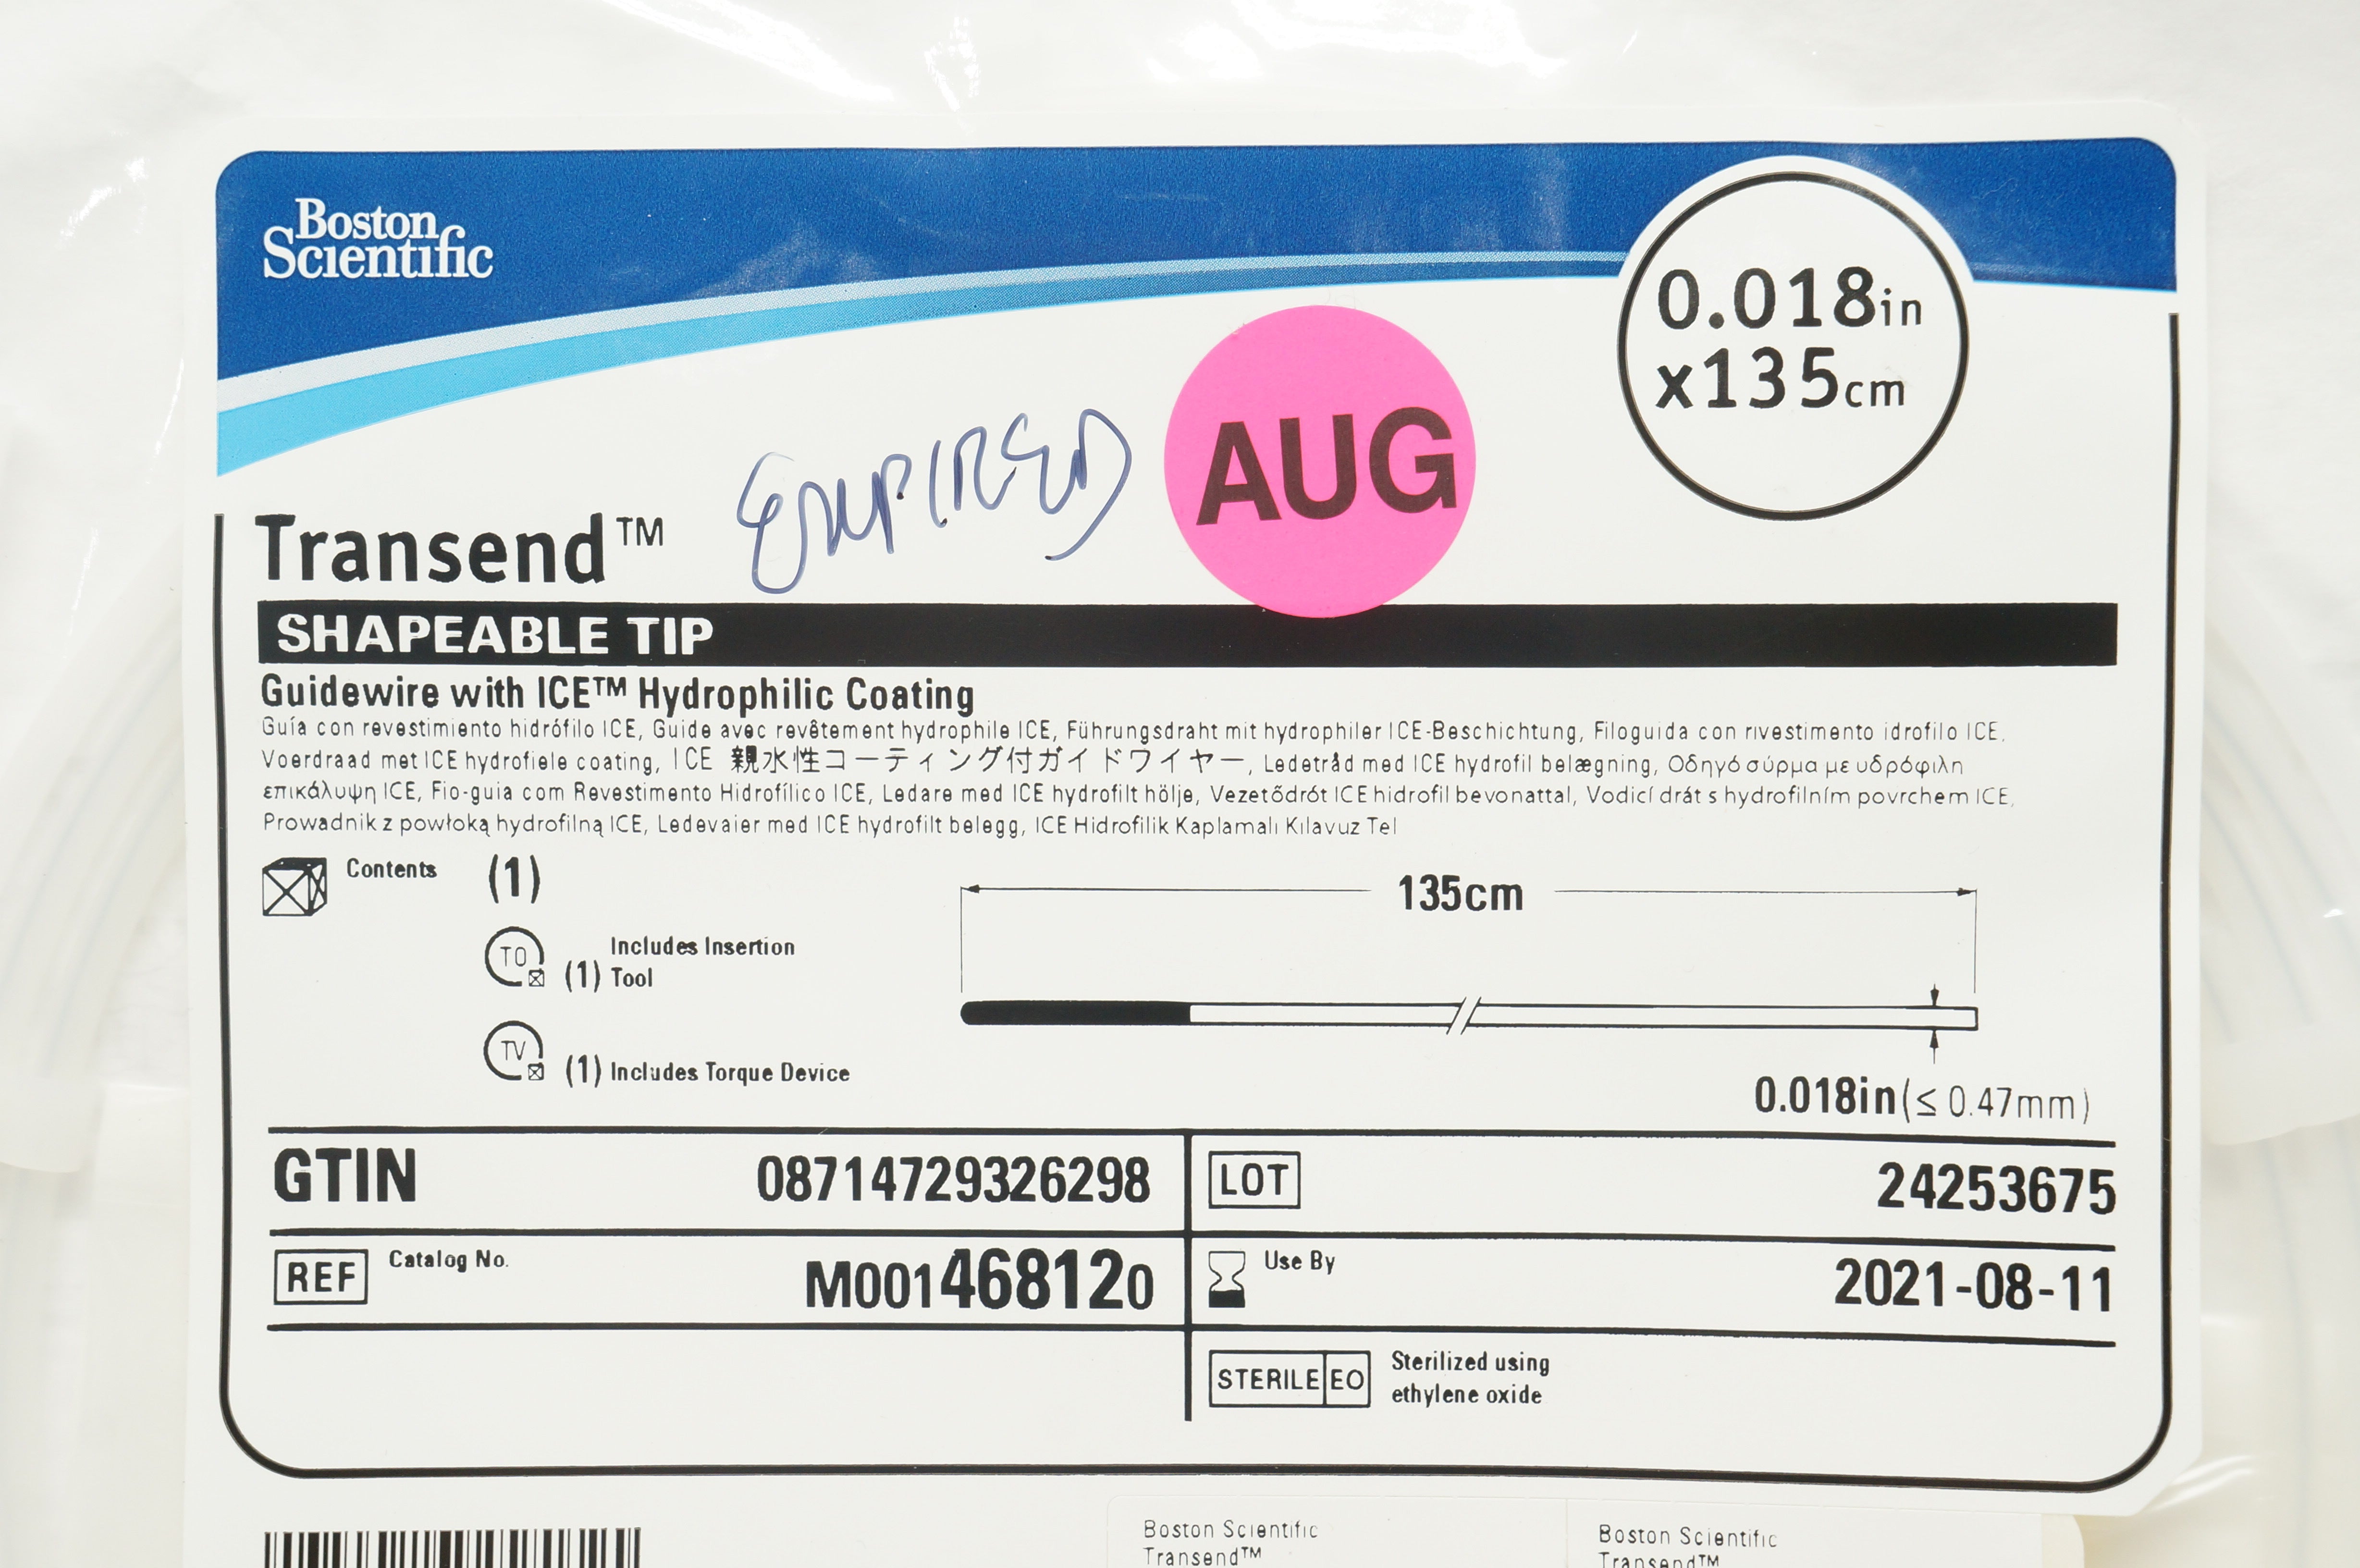 Boston
Scientific
0.018in
x135cm
EXPIRED
AUG
Transend™
SHAPEABLE TIP
Guidewire with ICE™ Hydrophilic Coating
Guía con revestimiento hidrófilo ICE, Guide avec revêtement hydrophile ICE, Führungsdraht mit hydrophiler ICE-Beschichtung, Filoguida con rivestimento idrofilo ICE,
Voerdraad met ICE hydrofiele coating, ICE 親水性コーティング付ガイドワイヤー, Ledetråd med ICE hydrofil belægning, Οδηγό σύρμα με υδρόφιλη
επικάλυψη ICE, Fio-guia com Revestimento Hidrofílico ICE, Ledare med ICE hydrofilt hölje, Vezetődrót ICE hidrofil bevonattal, Vodicí drát s hydrofilním povrchem ICE,
Prowadnik z powłoką hydrofilną ICE, Ledevaier med ICE hydrofilt belegg, ICE Hidrofilik Kaplamalı Kılavuz Tel
Contents (1)
TO (1) Includes Insertion
Tool
TV (1) Includes Torque Device
135cm
0.018in (≤ 0.47mm)
GTIN 08714729326298
LOT 24253675
REF Catalog No. M001468120
Use By 2021-08-11
STERILE EO Sterilized using
ethylene oxide
Boston Scientific
Transend™
Boston Scientific
Transend™